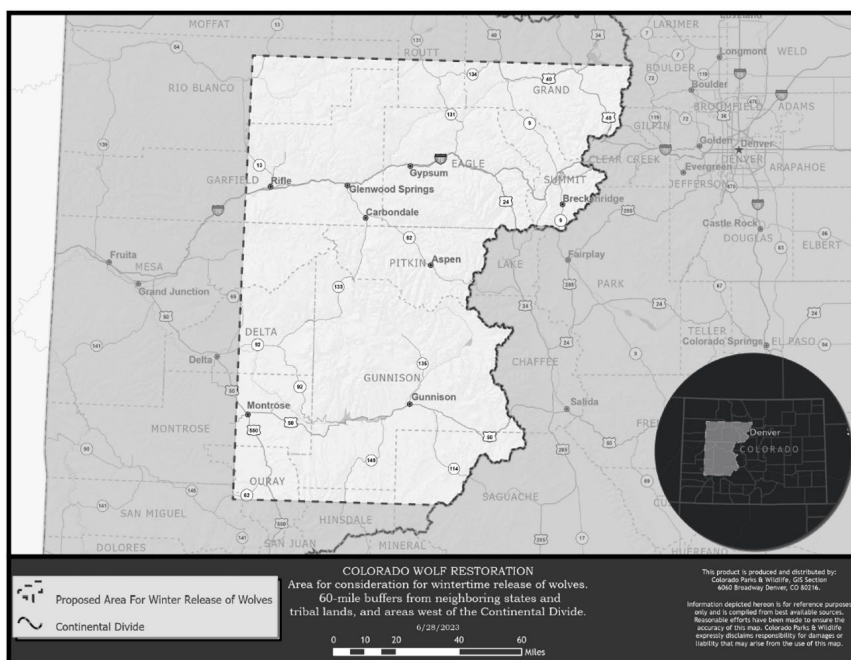 MOFFAT
ROUTT
LARIMER
Longmont
WELD
BOULDER
Boulder
RIO BLANCO
GRAND
BROOMFIELD
ADAMS
GILPIN
Golden
Denver
DENVER
CLEAR CREEK
ARAPAHOE
Evergreen
JEFFERSON
EAGLE
Gypsum
GARFIELD
Rifle
Glenwood Springs
SUMMIT
Breckenridge
Carbondale
Castle Rock
DOUGLAS
ELBERT
Fruita
MESA
PITKIN
Aspen
LAKE
Fairplay
PARK
Grand Junction
TELLER
Colorado Springs
EL PASO
DELTA
Delta
CHAFFEE
GUNNISON
Gunnison
Salida
Montrose
MONTROSE
Denver
COLORADO
OURAY
SAGUACHE
SAN MIGUEL
HINSDALE
DOLORES
SAN JUAN
MINERAL
HUERFANO
COLORADO WOLF RESTORATION
Area for consideration for wintertime release of wolves.
60-mile buffers from neighboring states and
tribal lands, and areas west of the Continental Divide.
6/28/2023
0 5 10 20 40 60
Miles
Proposed Area For Winter Release of Wolves
Continental Divide
This product is produced and distributed by:
Colorado Parks & Wildlife, GIS Section
6060 Broadway Denver, CO 80216.
Information depicted hereon is for reference purposes
only and is compiled from best available sources.
Reasonable efforts have been made to ensure the
accuracy of this map. Colorado Parks & Wildlife
expressly disclaims responsibility for damages or
liability that may arise from the use of this map.